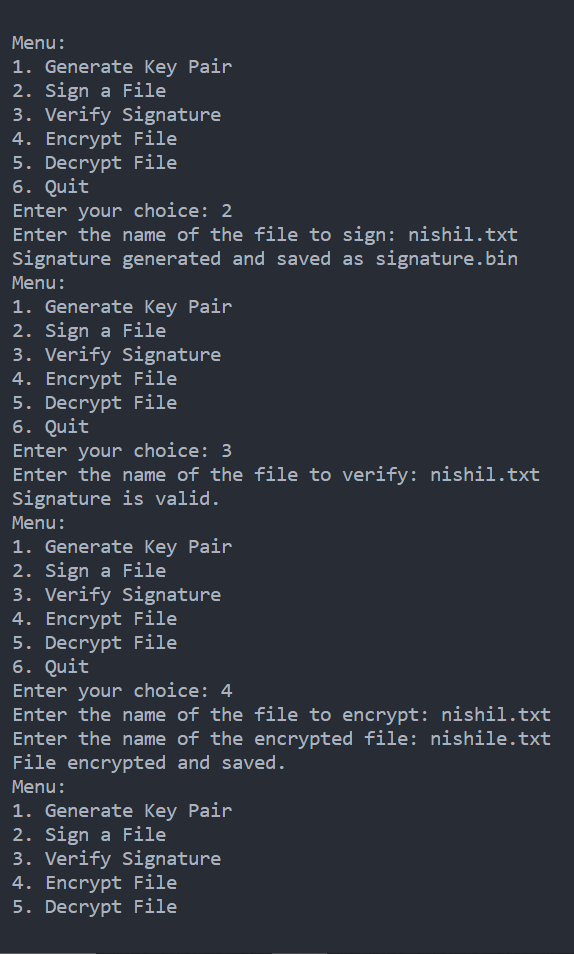 Menu:
1. Generate Key Pair
2. Sign a File
3. Verify Signature
4. Encrypt File
5. Decrypt File
6. Quit
Enter your choice: 2
Enter the name of the file to sign: nishil.txt
Signature generated and saved as signature.bin
Menu:
1. Generate Key Pair
2. Sign a File
3. Verify Signature
4. Encrypt File
5. Decrypt File
6. Quit
Enter your choice: 3
Enter the name of the file to verify: nishil.txt
Signature is valid.
Menu:
1. Generate Key Pair
2. Sign a File
3. Verify Signature
4. Encrypt File
5. Decrypt File
6. Quit
Enter your choice: 4
Enter the name of the file to encrypt: nishil.txt
Enter the name of the encrypted file: nishile.txt
File encrypted and saved.
Menu:
1. Generate Key Pair
2. Sign a File
3. Verify Signature
4. Encrypt File
5. Decrypt File